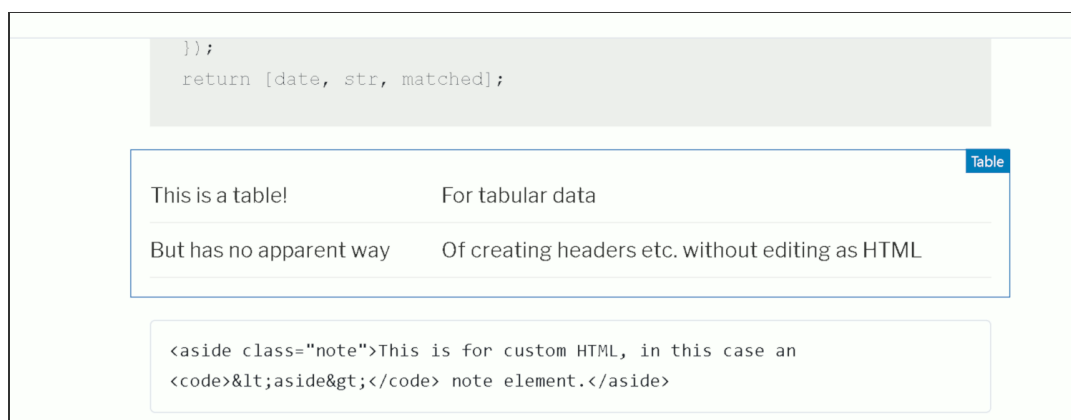 });
return [date, str, matched];
Table
This is a table! For tabular data
But has no apparent way Of creating headers etc. without editing as HTML
<aside class="note">This is for custom HTML, in this case an
<code>&lt;aside&gt;</code> note element.</aside>